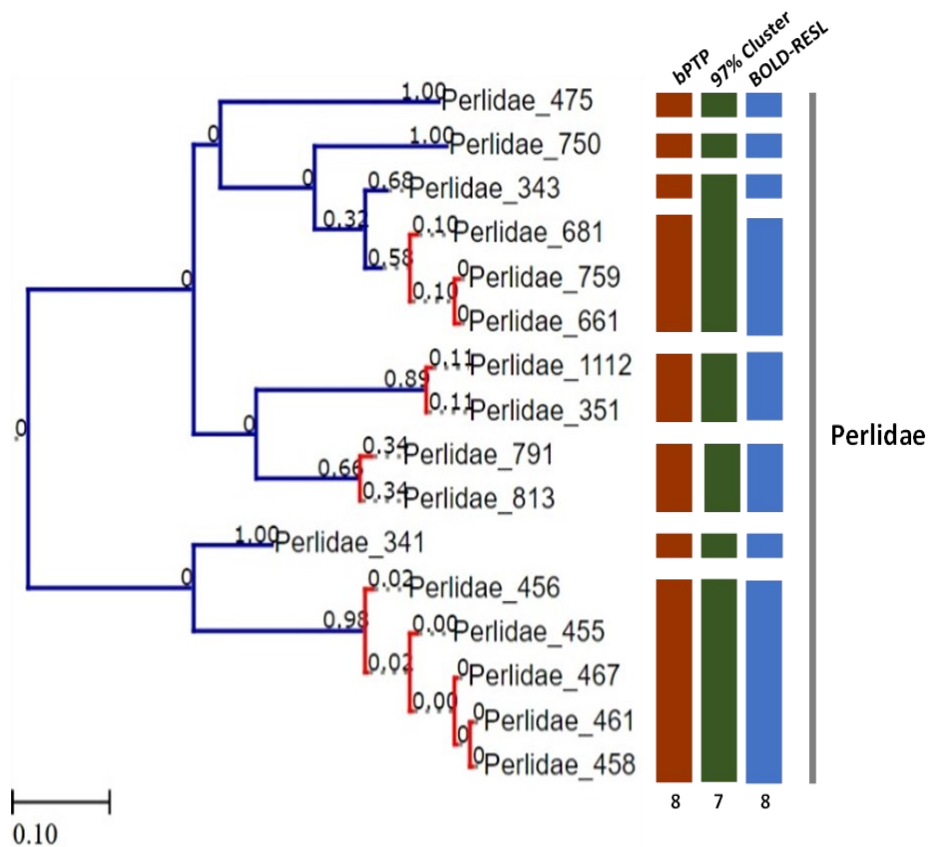 bPTP 97% Cluster BOLD-RESL
1.00 Perlidae_475
0 1.00 Perlidae_750
0 0.68 Perlidae_343
0.32 0.10 Perlidae_681
0.58 0 Perlidae_759
0 0.10 0 Perlidae_661
0.11 Perlidae_1112
0.89 0.11 Perlidae_351
0 0.34 Perlidae_791
.0 Perlidae
0.66 0.34 Perlidae_813
1.00 Perlidae_341
0 0.02 Perlidae_456
0.98 0.00 Perlidae_455
0.02 0 Perlidae_467
0.00 0 Perlidae_461
0 0 Perlidae_458
8 7 8
0.10